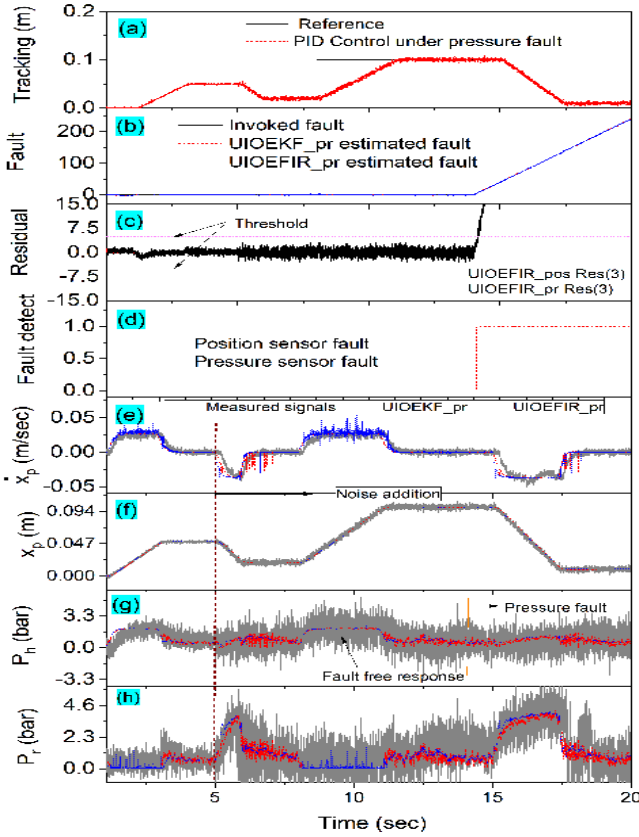 (a)
Tracking (m)
0.2
0.1
0.0
Reference
PID Control under pressure fault
(b)
Fault
200
100
0
Invoked fault
UIOEKF_pr estimated fault
UIOEFIR_pr estimated fault
(c)
Residual
15.0
7.5
0.0
-7.5
-15.0
Threshold
UIOEFIR_pos Res(3)
UIOEFIR_pr Res(3)
(d)
Fault detect
1.0
0.5
0.0
Position sensor fault
Pressure sensor fault
(e)
ẋp (m/sec)
0.05
0.00
-0.05
Measured signals UIOEKF_pr UIOEFIR_pr
(f)
xp (m)
0.094
0.047
0.000
Noise addition
(g)
Ph (bar)
3.3
0.0
-3.3
Pressure fault
Fault free response
(h)
Pr (bar)
4.6
2.3
0.0
5 10 15 20
Time (sec)